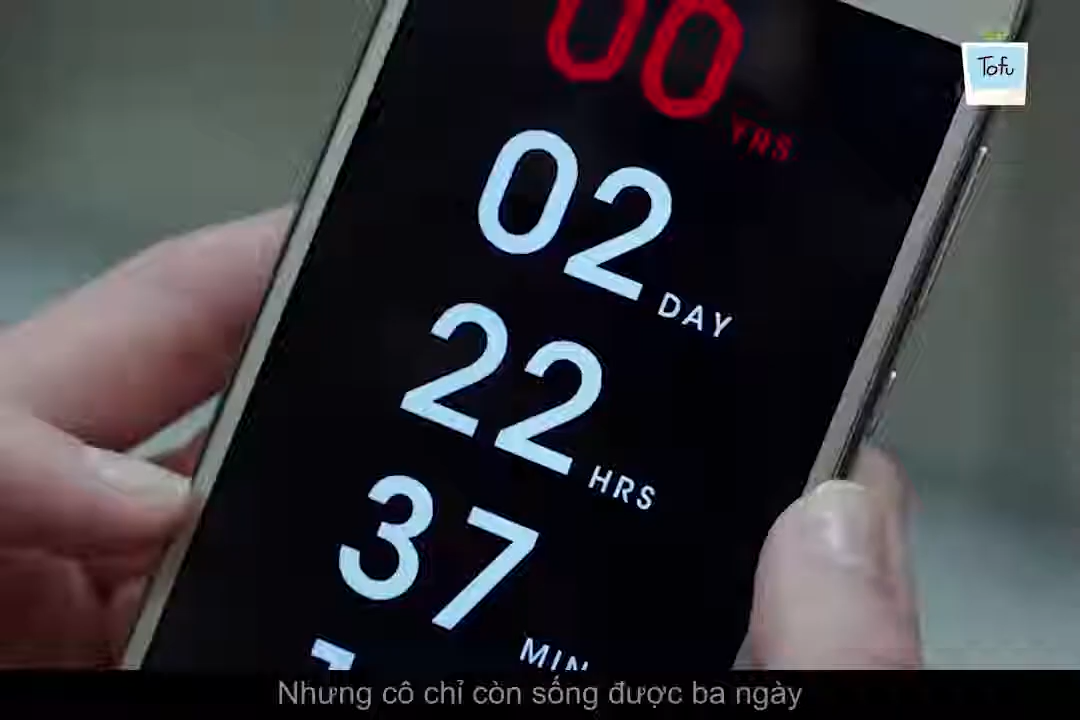 00 YRS
Tofu
02 DAY
22 HRS
37 MIN
Nhưng cô chỉ còn sống được ba ngày